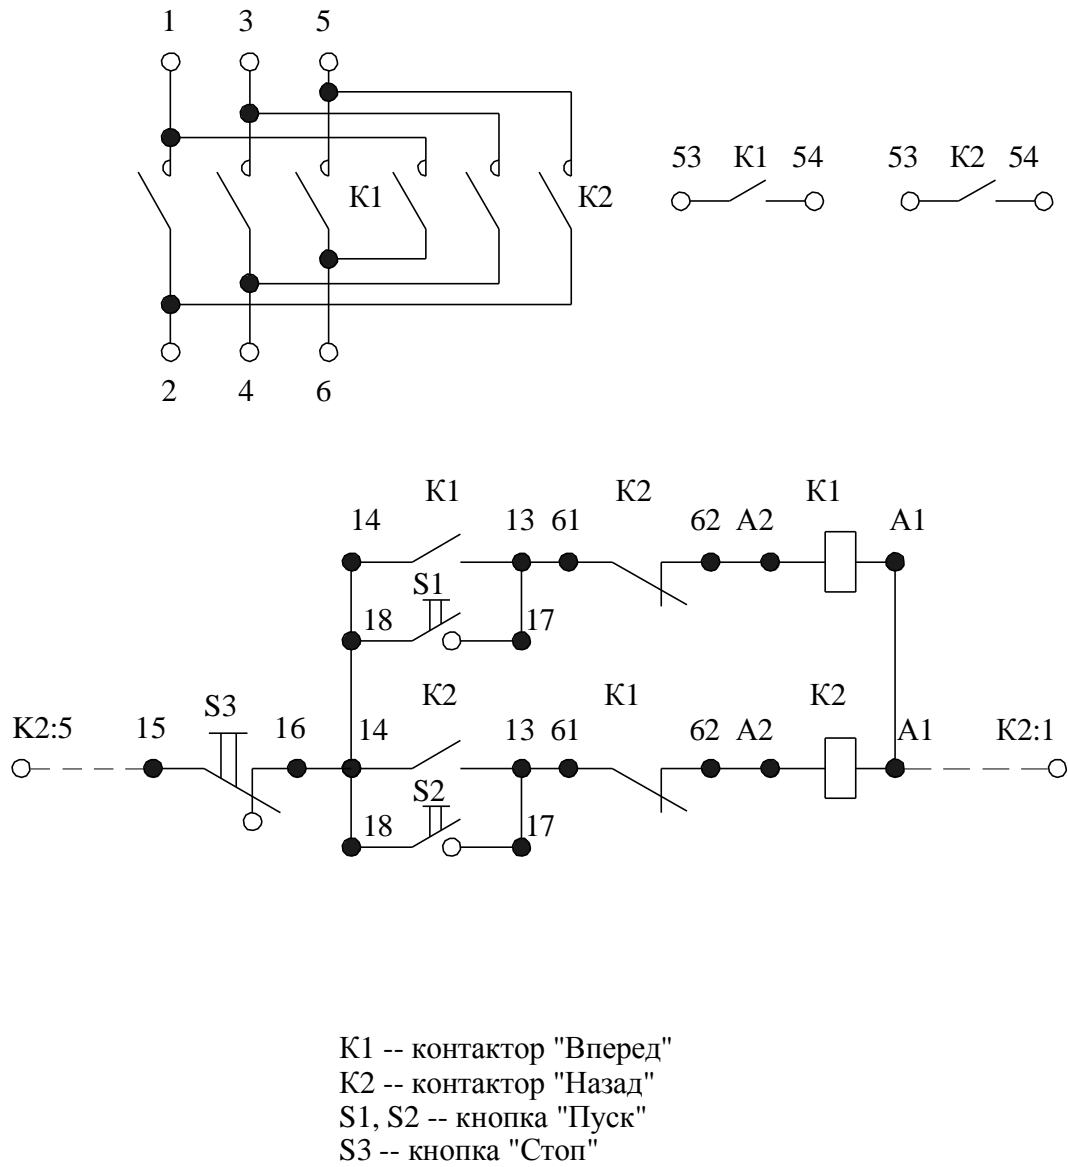 1 3 5
К1 К2
53 К1 54 53 К2 54
2 4 6
К1 К2 К1
14 13 61 62 А2 А1
S1
18 17
К2 К1 К2
S3
К2:5 15 16 14 13 61 62 А2 А1 К2:1
S2
18 17
К1 -- контактор "Вперед"
К2 -- контактор "Назад"
S1, S2 -- кнопка "Пуск"
S3 -- кнопка "Стоп"